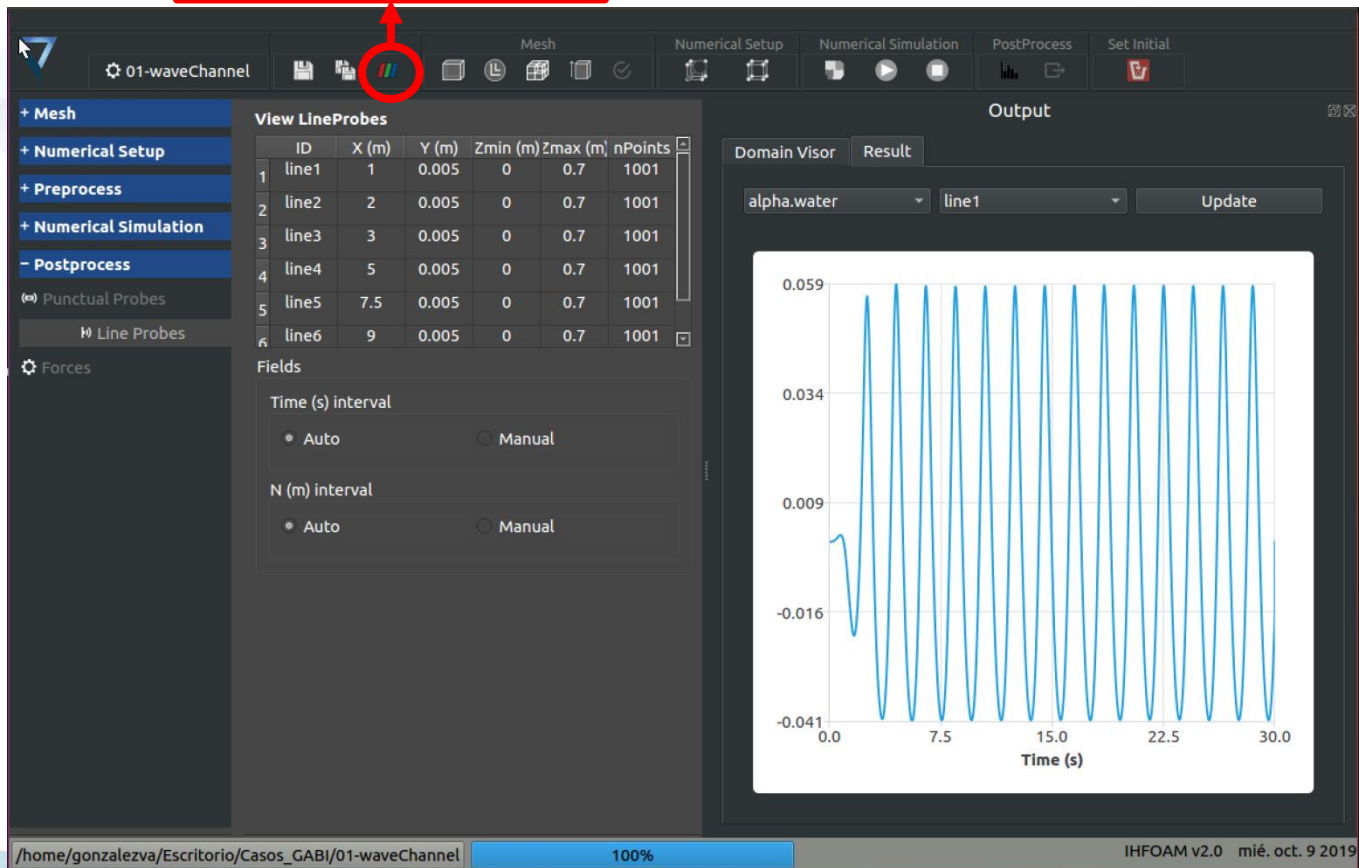 Mesh Numerical Setup Numerical Simulation PostProcess Set Initial
01-waveChannel
+ Mesh
+ Numerical Setup
+ Preprocess
+ Numerical Simulation
− Postprocess
Punctual Probes
Line Probes
Forces
View LineProbes
ID X (m) Y (m) Zmin (m) Zmax (m) nPoints
1 line1 1 0.005 0 0.7 1001
2 line2 2 0.005 0 0.7 1001
3 line3 3 0.005 0 0.7 1001
4 line4 5 0.005 0 0.7 1001
5 line5 7.5 0.005 0 0.7 1001
6 line6 9 0.005 0 0.7 1001
Fields
Time (s) interval
Auto Manual
N (m) interval
Auto Manual
Output
Domain Visor Result
alpha.water line1 Update
0.059
0.034
0.009
-0.016
-0.041
0.0 7.5 15.0 22.5 30.0
Time (s)
/home/gonzalezva/Escritorio/Casos_GABI/01-waveChannel 100% IHFOAM v2.0 mié. oct. 9 2019